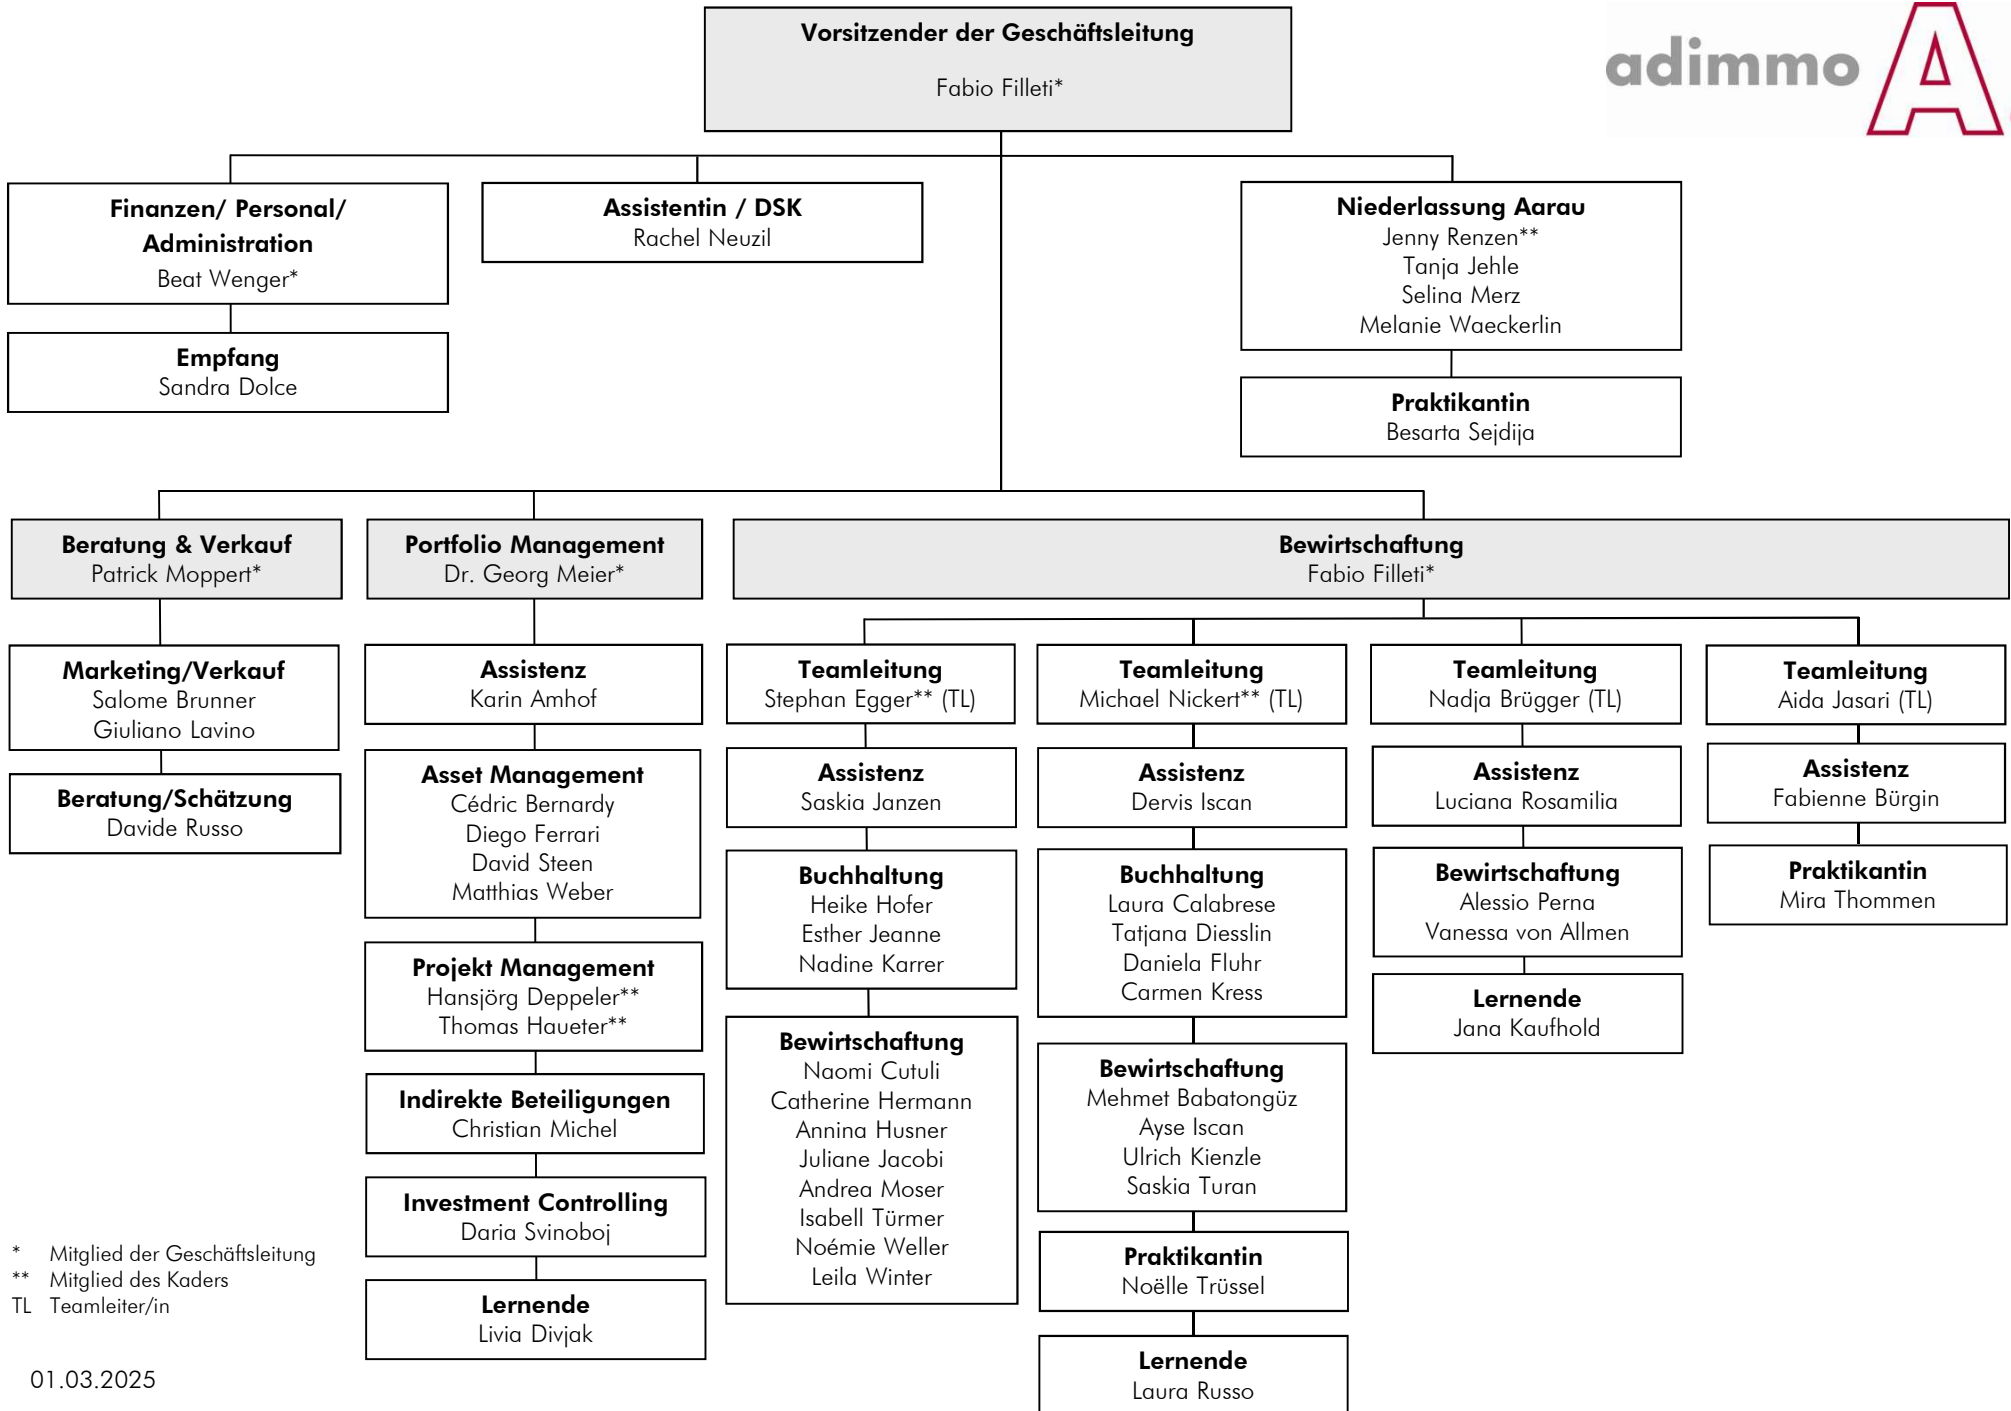 Vorsitzender der Geschäftsleitung
Fabio Filleti*
adimmo
Finanzen/ Personal/
Administration
Beat Wenger*
Assistentin / DSK
Rachel Neuzil
Niederlassung Aarau
Jenny Renzen**
Tanja Jehle
Selina Merz
Melanie Waeckerlin
Empfang
Sandra Dolce
Praktikantin
Besarta Sejdija
Beratung & Verkauf
Patrick Moppert*
Portfolio Management
Dr. Georg Meier*
Bewirtschaftung
Fabio Filleti*
Marketing/Verkauf
Salome Brunner
Giuliano Lavino
Beratung/Schätzung
Davide Russo
Assistenz
Karin Amhof
Asset Management
Cédric Bernardy
Diego Ferrari
David Steen
Matthias Weber
Projekt Management
Hansjörg Deppeler**
Thomas Haueter**
Indirekte Beteiligungen
Christian Michel
Investment Controlling
Daria Svinoboj
Lernende
Livia Divjak
Teamleitung
Stephan Egger** (TL)
Assistenz
Saskia Janzen
Buchhaltung
Heike Hofer
Esther Jeanne
Nadine Karrer
Bewirtschaftung
Naomi Cutuli
Catherine Hermann
Annina Husner
Juliane Jacobi
Andrea Moser
Isabell Türmer
Noémie Weller
Leila Winter
Teamleitung
Michael Nickert** (TL)
Assistenz
Dervis Iscan
Buchhaltung
Laura Calabrese
Tatjana Diesslin
Daniela Fluhr
Carmen Kress
Bewirtschaftung
Mehmet Babatongüz
Ayse Iscan
Ulrich Kienzle
Saskia Turan
Praktikantin
Noëlle Trüssel
Lernende
Laura Russo
Teamleitung
Nadja Brügger (TL)
Assistenz
Luciana Rosamilia
Bewirtschaftung
Alessio Perna
Vanessa von Allmen
Lernende
Jana Kaufhold
Teamleitung
Aida Jasari (TL)
Assistenz
Fabienne Bürgin
Praktikantin
Mira Thommen
* Mitglied der Geschäftsleitung
** Mitglied des Kaders
TL Teamleiter/in
01.03.2025